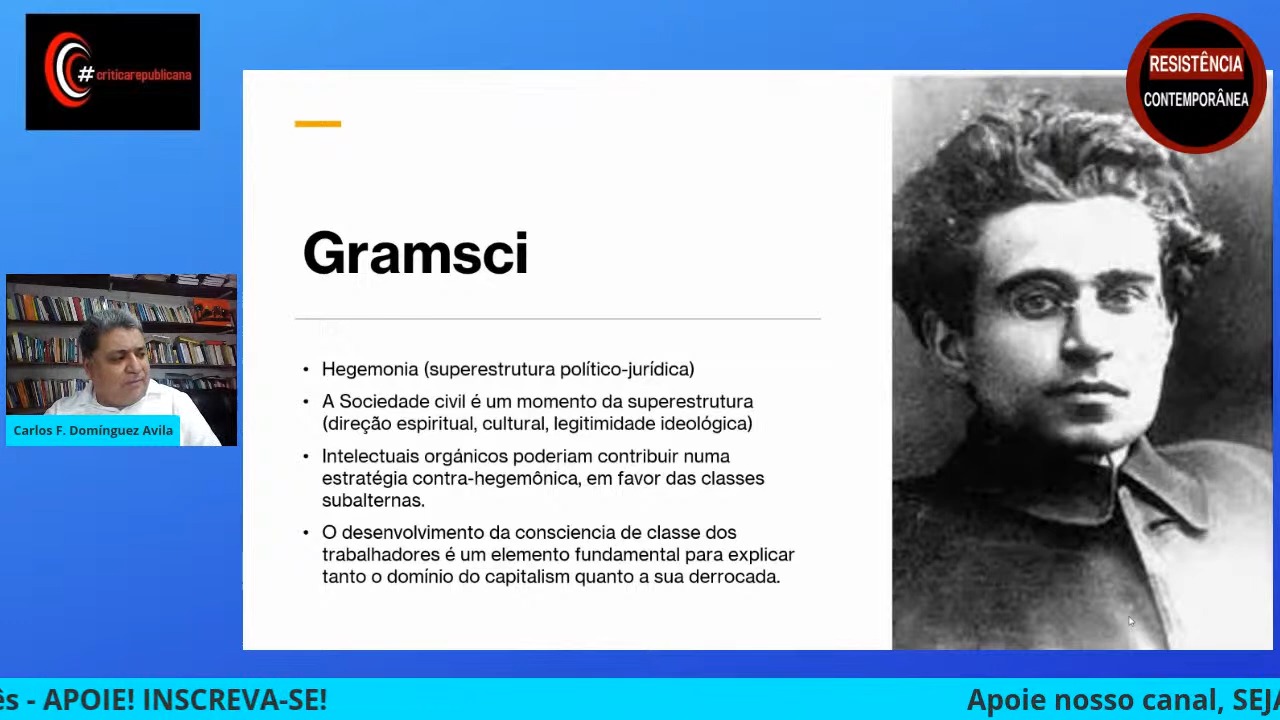 #criticarepublicana
RESISTÊNCIA
CONTEMPORÂNEA
Gramsci
• Hegemonia (superestrutura político-jurídica)
• A Sociedade civil é um momento da superestrutura
(direção espiritual, cultural, legitimidade ideológica)
• Intelectuais orgánicos poderiam contribuir numa
estratégia contra-hegemônica, em favor das classes
subalternas.
• O desenvolvimento da consciencia de classe dos
trabalhadores é um elemento fundamental para explicar
tanto o domínio do capitalism quanto a sua derrocada.
Carlos F. Domínguez Avila
ês - APOIE! INSCREVA-SE!
Apoie nosso canal, SEJA